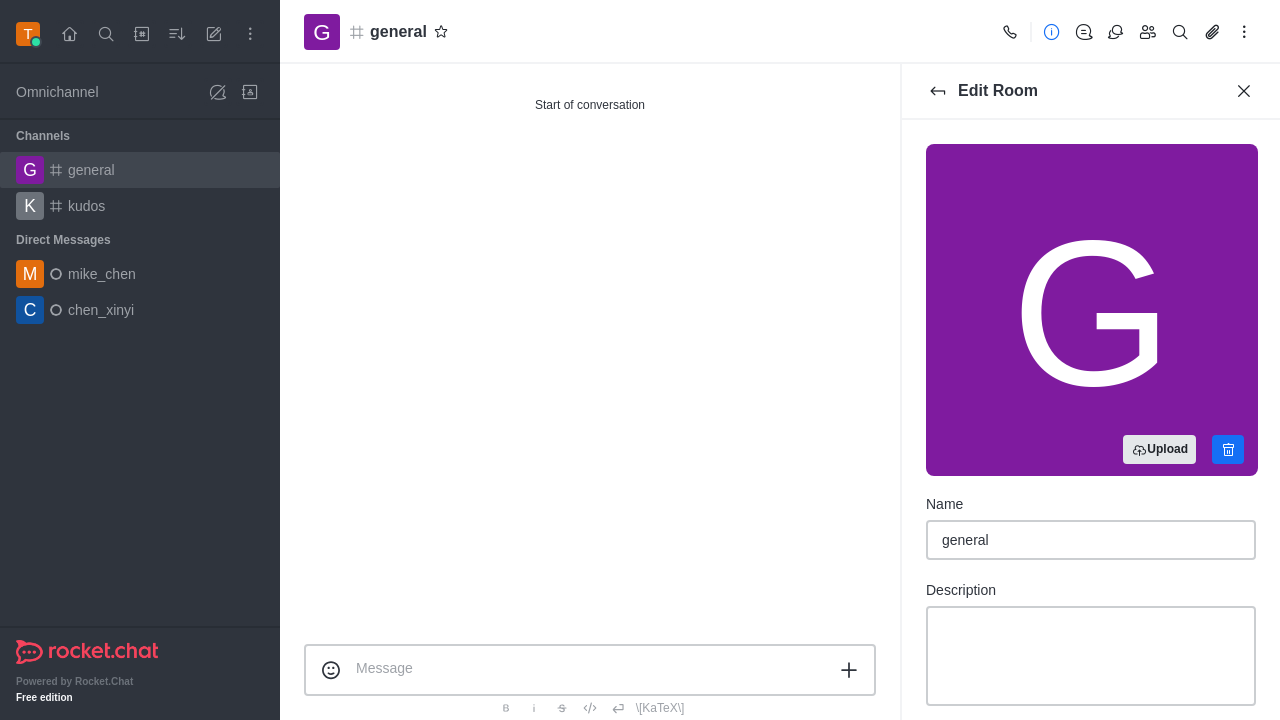 T
Omnichannel
Channels
G general
K kudos
Direct Messages
M mike_chen
C chen_xinyi
rocket.chat
Powered by Rocket.Chat
Free edition
G general
Start of conversation
Message
B i S \[KaTeX\]
Edit Room
G
Upload
Name
general
Description